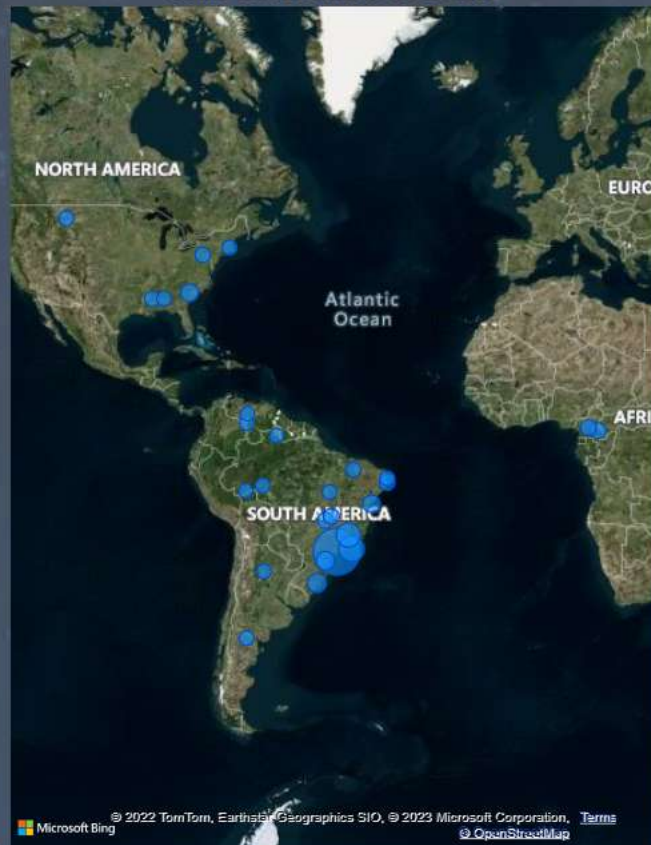 NORTH AMERICA
EURO
Atlantic
Ocean
AFRI
SOUTH AMERICA
© 2022 TomTom, Earthstar Geographics SIO, © 2023 Microsoft Corporation, Terms
Microsoft Bing
© OpenStreetMap